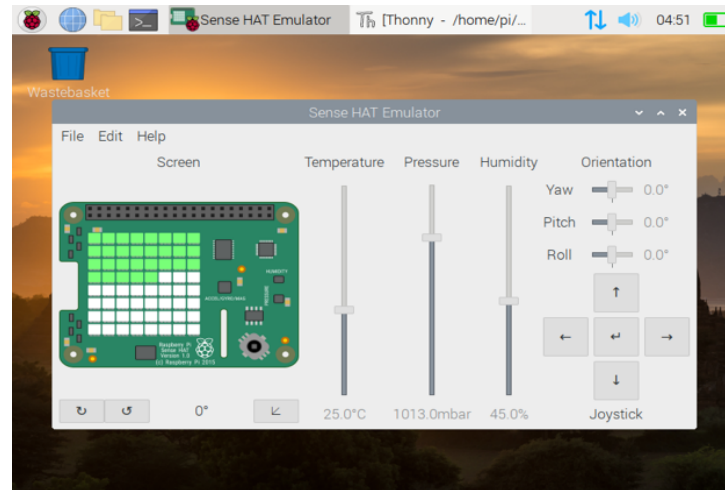 Sense HAT Emulator
[Thonny - /home/pi/...
04:51
Wastebasket
Sense HAT Emulator
File Edit Help
Screen
Temperature Pressure Humidity Orientation
Yaw 0.0°
Pitch 0.0°
Roll 0.0°
HUMIDITY
PRESSURE
ACCEL/GYRO/MAG
Raspberry Pi
Sense HAT
Version 1.0
(c) Raspberry Pi 2015
0°
25.0°C 1013.0mbar 45.0% Joystick